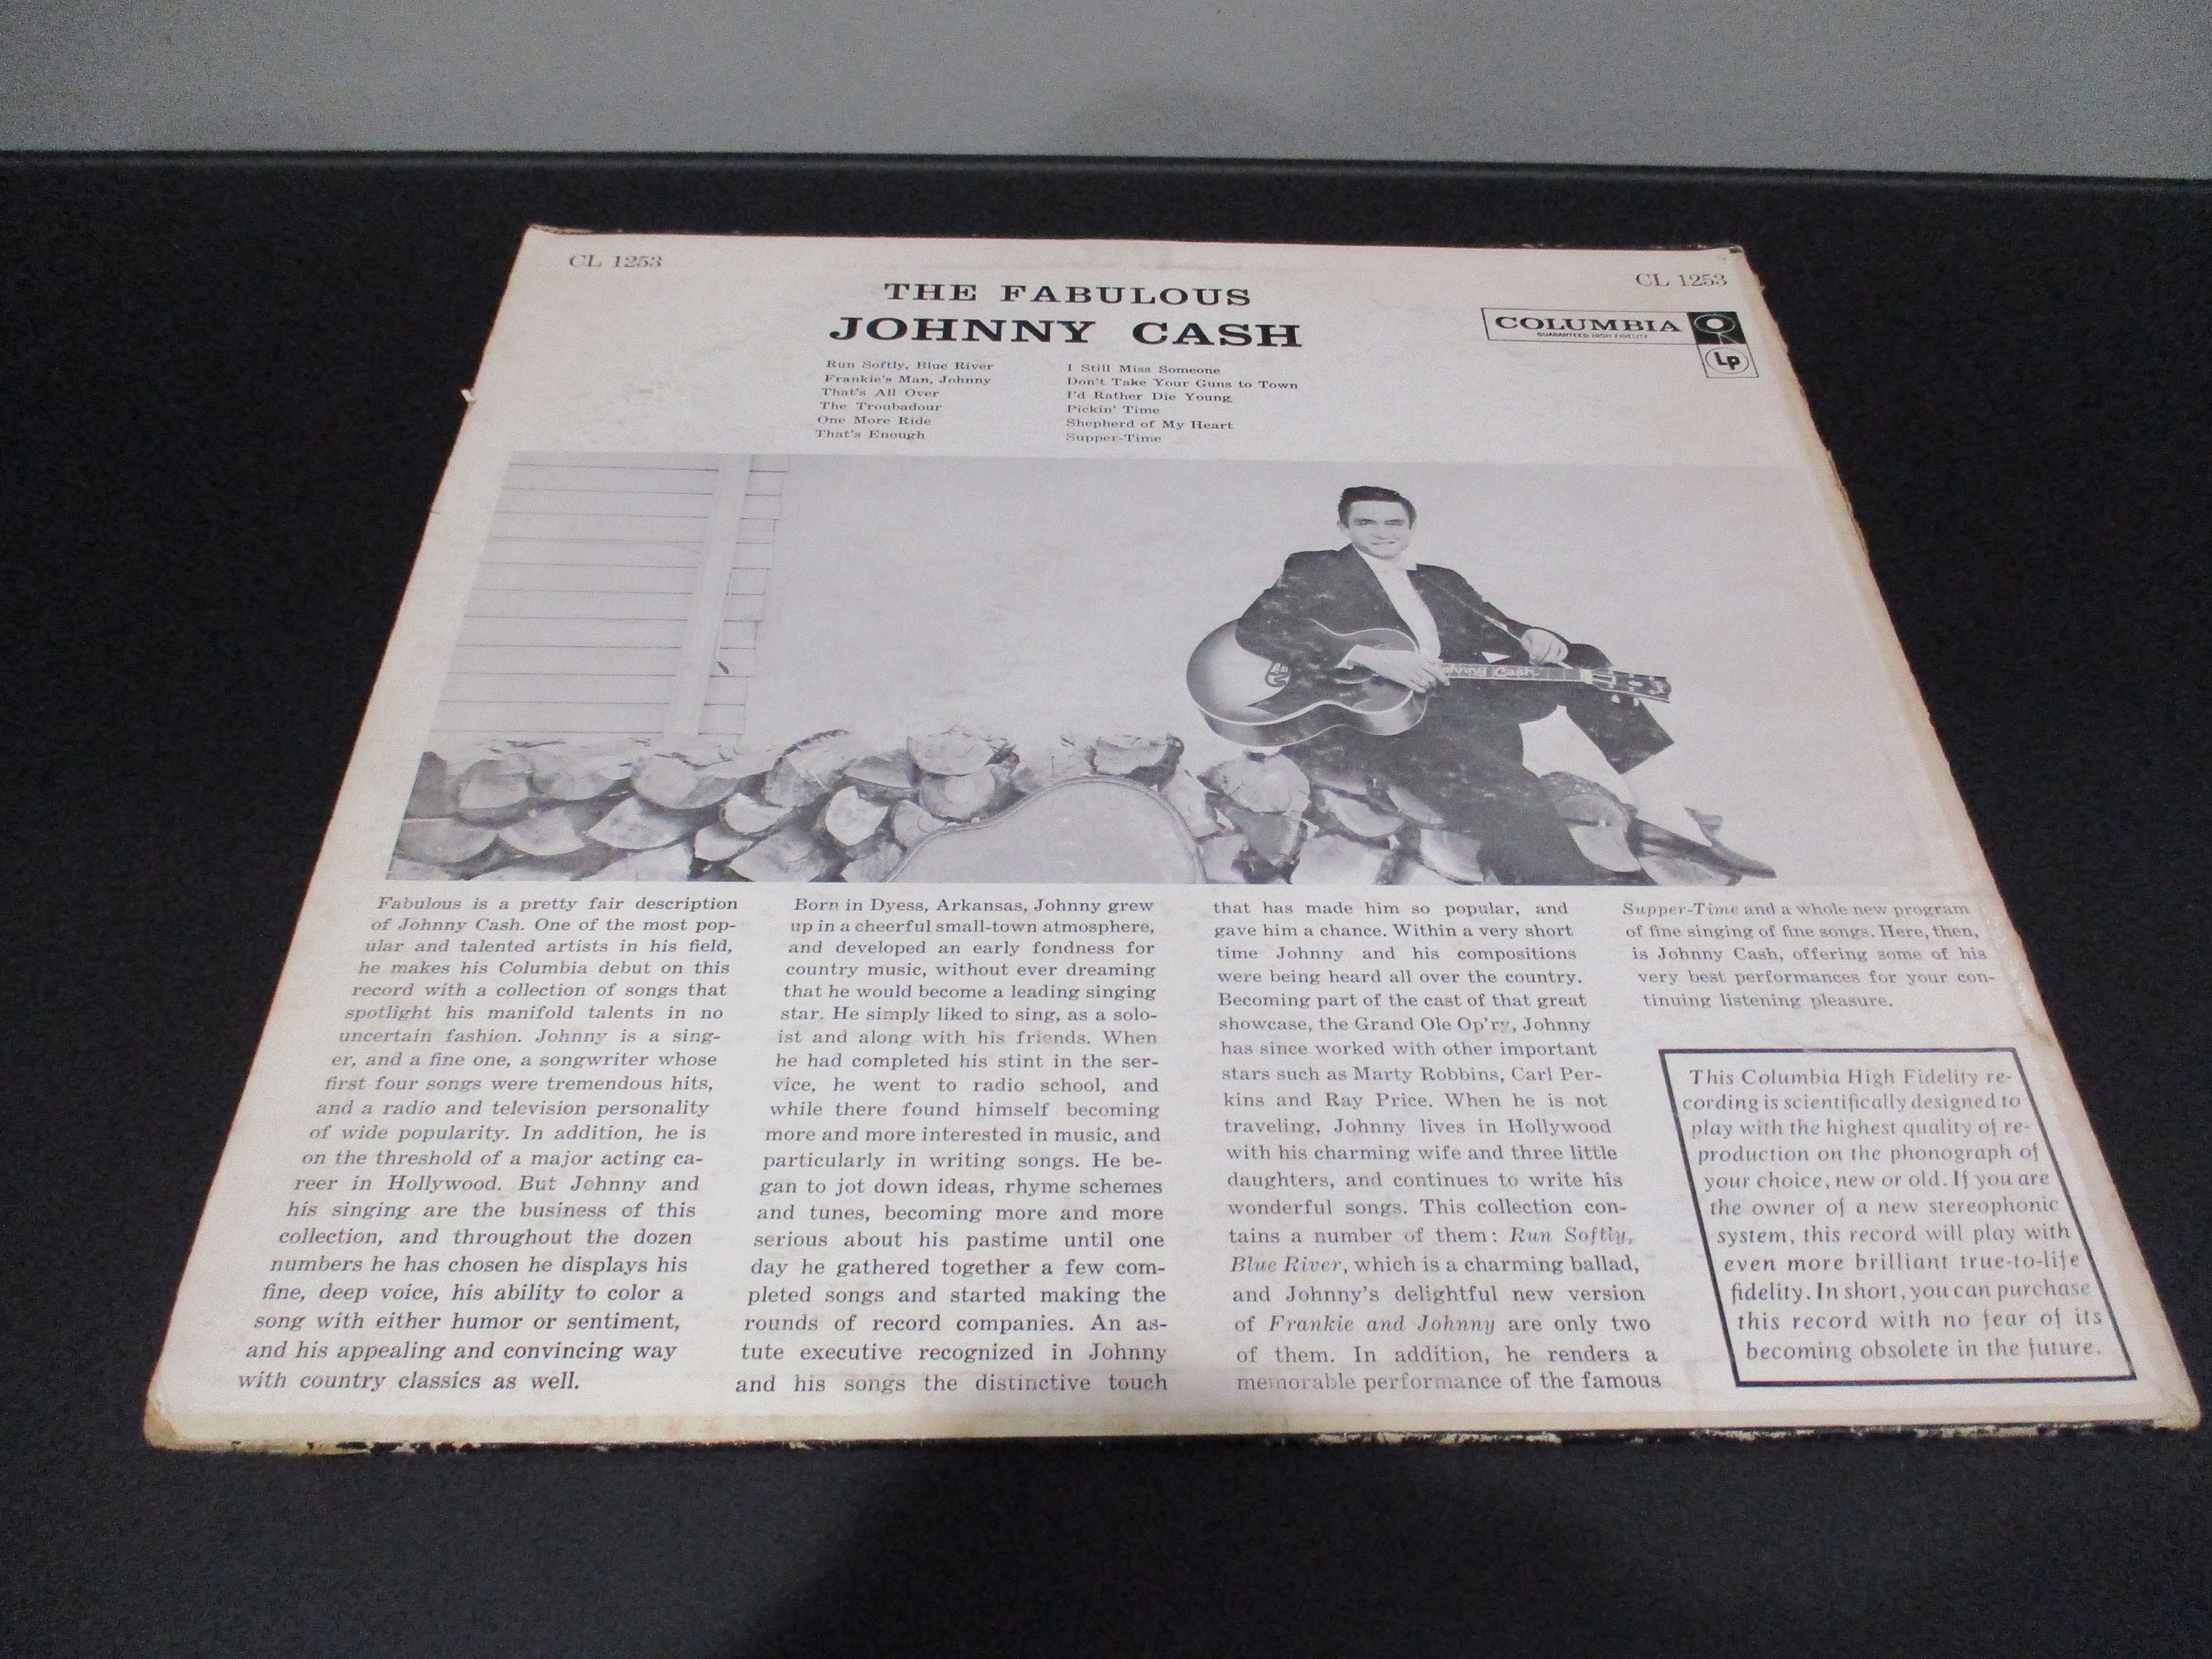 CL 1253
CL 1253
THE FABULOUS
JOHNNY CASH
COLUMBIA
GUARANTEED HIGH FIDELITY
Lp
Run Softly, Blue River
Frankie's Man, Johnny
That's All Over
The Troubadour
One More Ride
That's Enough
I Still Miss Someone
Don't Take Your Guns to Town
I'd Rather Die Young
Pickin' Time
Shepherd of My Heart
Supper-Time
Johnny Cash
Fabulous is a pretty fair description
of Johnny Cash. One of the most pop-
ular and talented artists in his field,
he makes his Columbia debut on this
record with a collection of songs that
spotlight his manifold talents in no
uncertain fashion. Johnny is a sing-
er, and a fine one, a songwriter whose
first four songs were tremendous hits,
and a radio and television personality
of wide popularity. In addition, he is
on the threshold of a major acting ca-
reer in Hollywood. But Johnny and
his singing are the business of this
collection, and throughout the dozen
numbers he has chosen he displays his
fine, deep voice, his ability to color a
song with either humor or sentiment,
and his appealing and convincing way
with country classics as well.
Born in Dyess, Arkansas, Johnny grew
up in a cheerful small-town atmosphere,
and developed an early fondness for
country music, without ever dreaming
that he would become a leading singing
star. He simply liked to sing, as a solo-
ist and along with his friends. When
he had completed his stint in the ser-
vice, he went to radio school, and
while there found himself becoming
more and more interested in music, and
particularly in writing songs. He be-
gan to jot down ideas, rhyme schemes
and tunes, becoming more and more
serious about his pastime until one
day he gathered together a few com-
pleted songs and started making the
rounds of record companies. An as-
tute executive recognized in Johnny
and his songs the distinctive touch
that has made him so popular, and
gave him a chance. Within a very short
time Johnny and his compositions
were being heard all over the country.
Becoming part of the cast of that great
showcase, the Grand Ole Op'ry, Johnny
has since worked with other important
stars such as Marty Robbins, Carl Per-
kins and Ray Price. When he is not
traveling, Johnny lives in Hollywood
with his charming wife and three little
daughters, and continues to write his
wonderful songs. This collection con-
tains a number of them: Run Softly,
Blue River, which is a charming ballad,
and Johnny's delightful new version
of Frankie and Johnny are only two
of them. In addition, he renders a
memorable performance of the famous
Supper-Time and a whole new program
of fine singing of fine songs. Here, then,
is Johnny Cash, offering some of his
very best performances for your con-
tinuing listening pleasure.
This Columbia High Fidelity re-
cording is scientifically designed to
play with the highest quality of re-
production on the phonograph of
your choice, new or old. If you are
the owner of a new stereophonic
system, this record will play with
even more brilliant true-to-life
fidelity. In short, you can purchase
this record with no fear of its
becoming obsolete in the future.